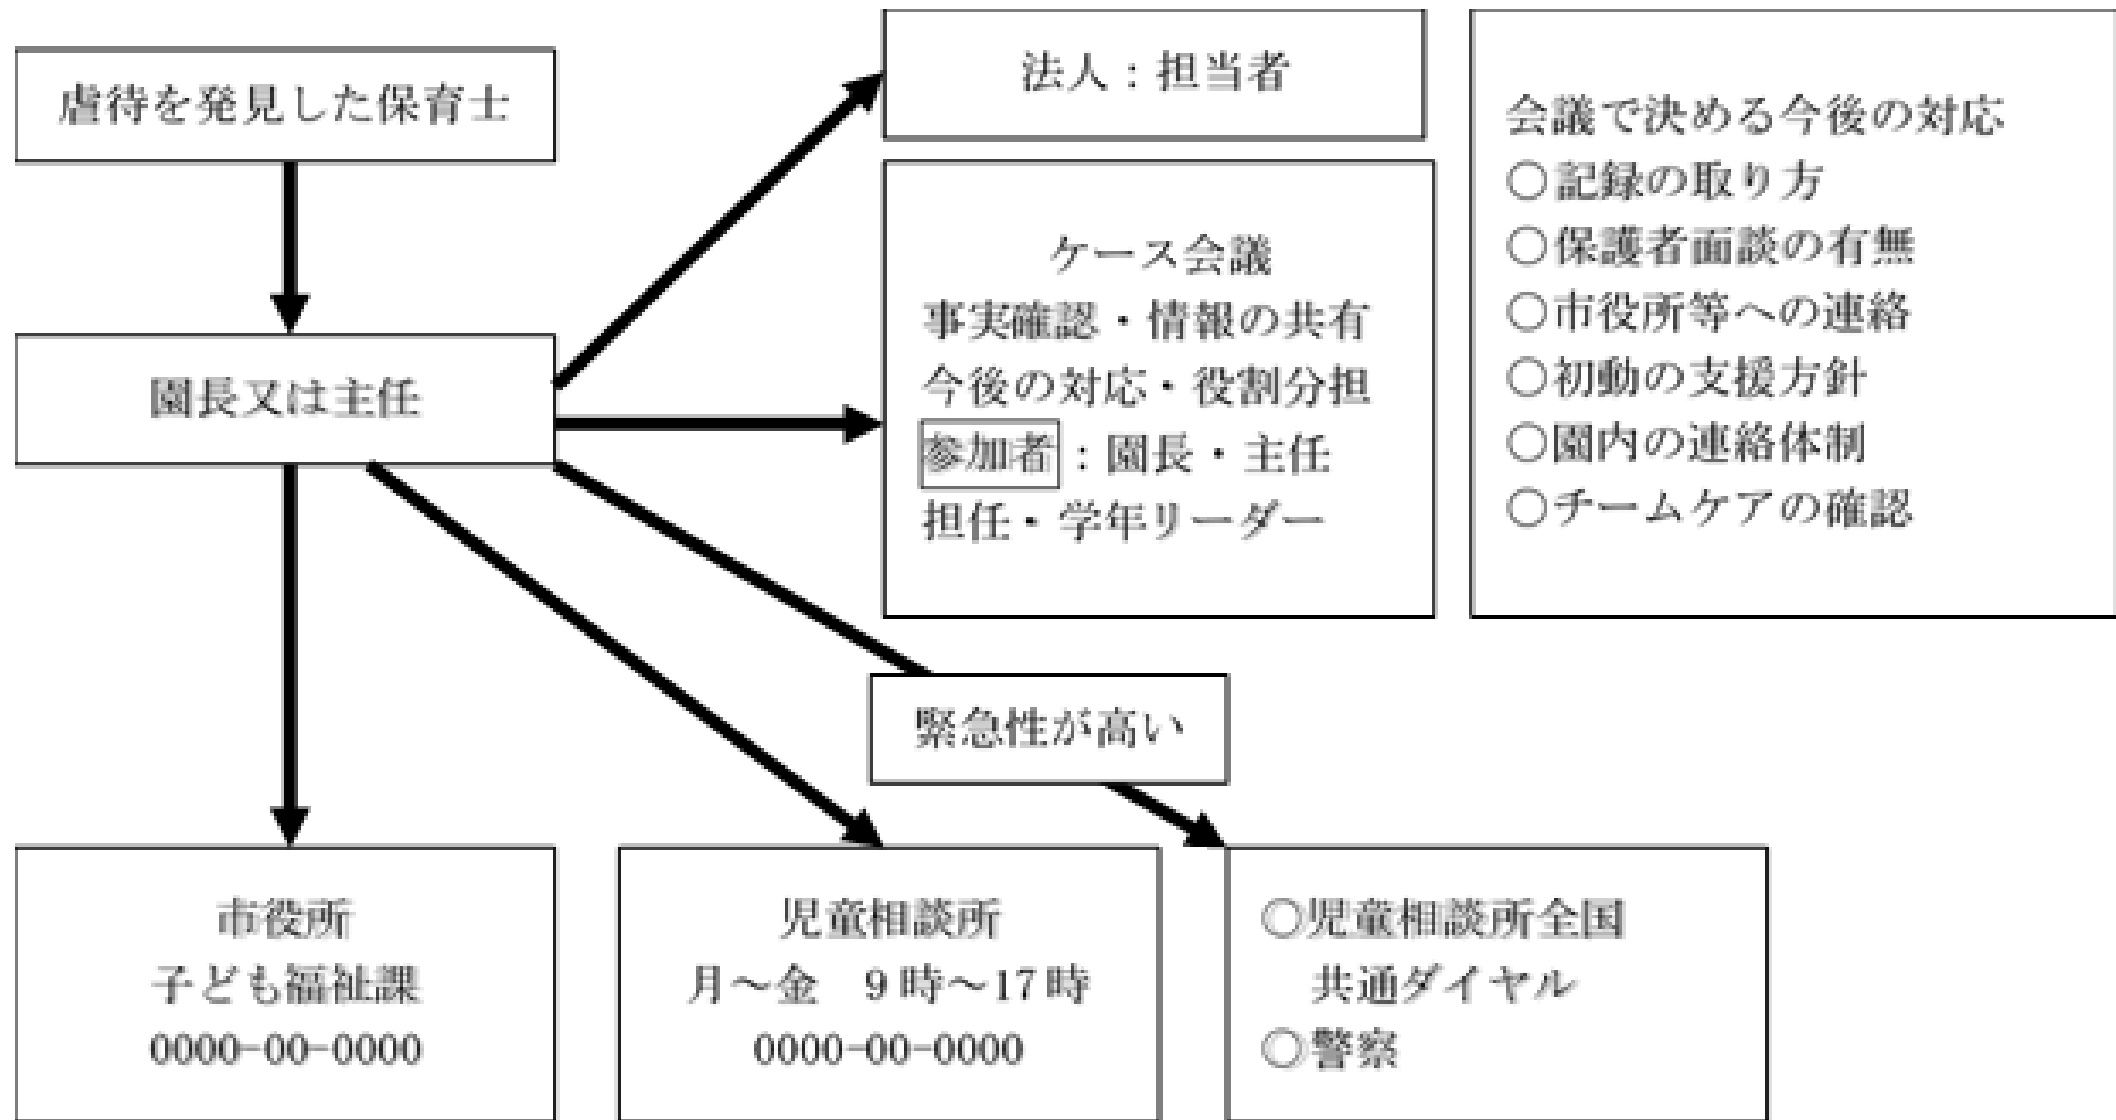 虐待を発見した保育士
園長又は主任
法人：担当者
ケース会議
事実確認・情報の共有
今後の対応・役割分担
参加者：園長・主任
担任・学年リーダー
会議で決める今後の対応
○記録の取り方
○保護者面談の有無
○市役所等への連絡
○初動の支援方針
○園内の連絡体制
○チームケアの確認
緊急性が高い
市役所
子ども福祉課
0000-00-0000
児童相談所
月～金　9時～17時
0000-00-0000
○児童相談所全国
共通ダイヤル
○警察